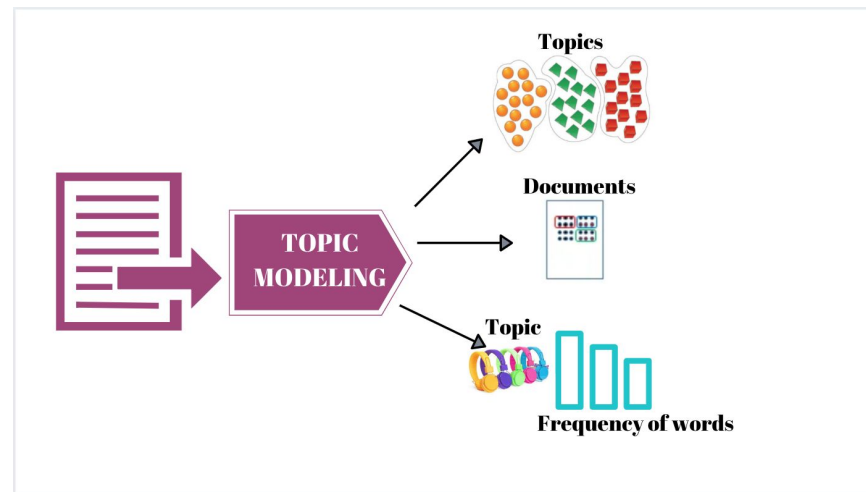 Topics
TOPIC
MODELING
Documents
Topic
Frequency of words